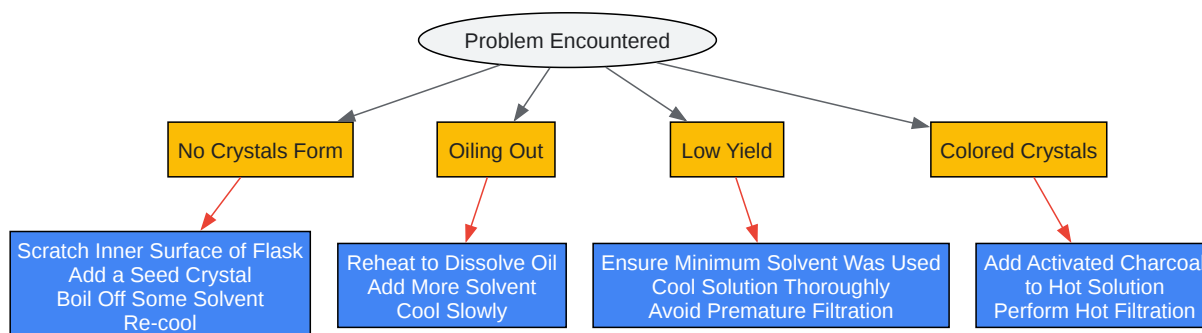 Problem Encountered
No Crystals Form
Oiling Out
Low Yield
Colored Crystals
Scratch Inner Surface of Flask
Add a Seed Crystal
Boil Off Some Solvent
Re-cool
Reheat to Dissolve Oil
Add More Solvent
Cool Slowly
Ensure Minimum Solvent Was Used
Cool Solution Thoroughly
Avoid Premature Filtration
Add Activated Charcoal
to Hot Solution
Perform Hot Filtration